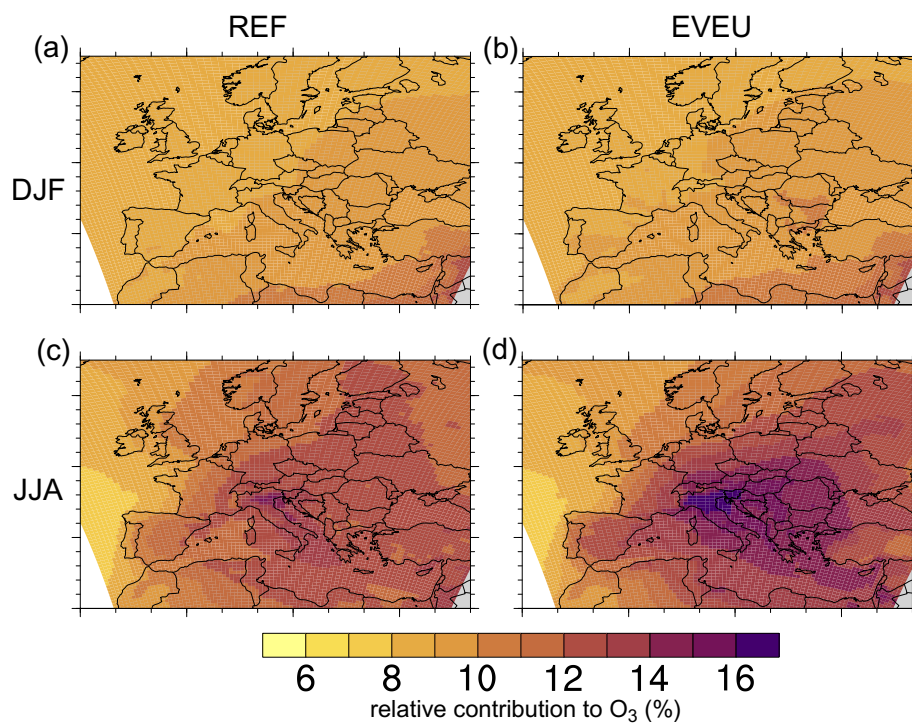 REF EVEU
(a) (b)
DJF
(c) (d)
JJA
6 8 10 12 14 16
relative contribution to O₃ (%)